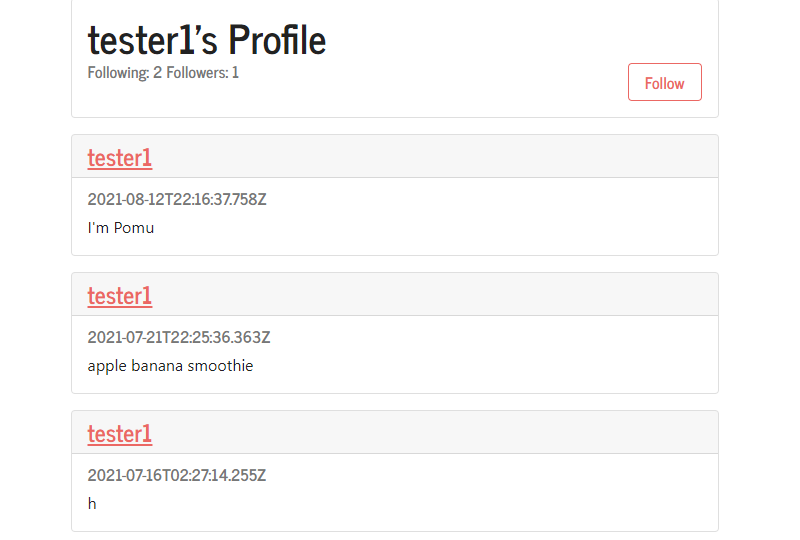 tester1's Profile
Following: 2 Followers: 1
Follow
tester1
2021-08-12T22:16:37.758Z
I'm Pomu
tester1
2021-07-21T22:25:36.363Z
apple banana smoothie
tester1
2021-07-16T02:27:14.255Z
h